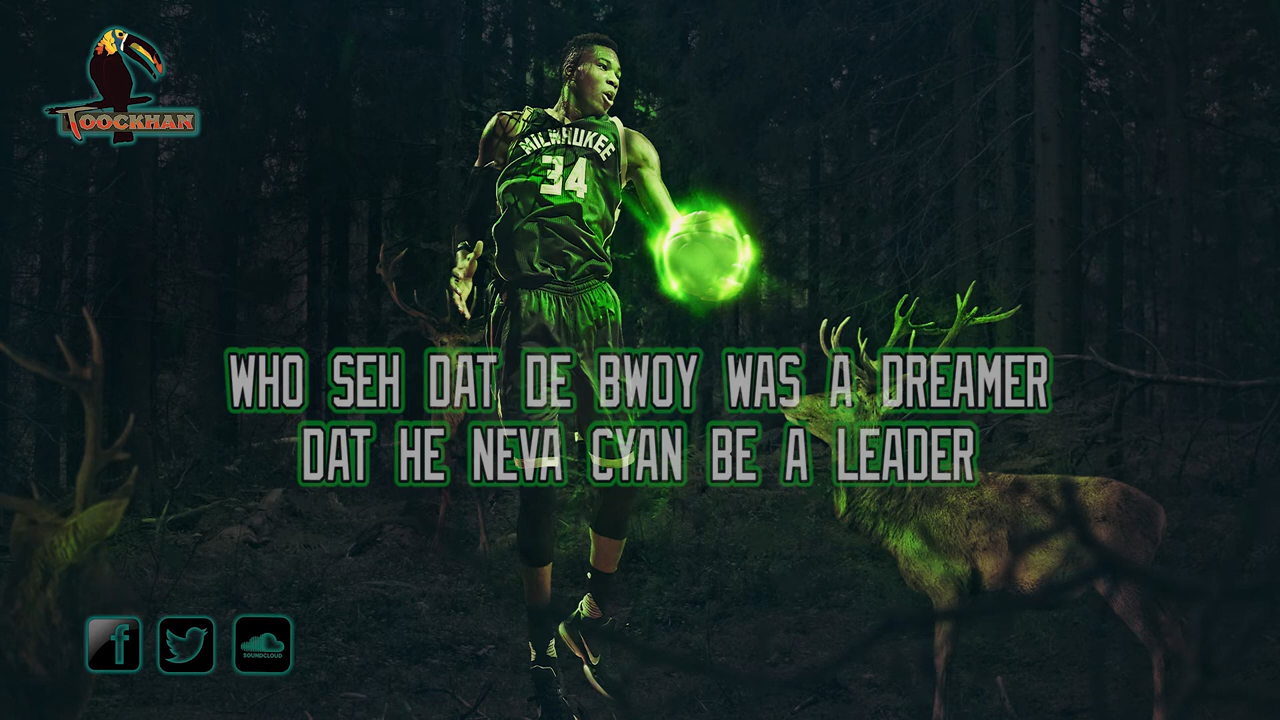 TOOCKHAN
MILWAUKEE
34
WHO SEH DAT DE BWOY WAS A DREAMER
DAT HE NEVA CYAN BE A LEADER
f
SOUNDCLOUD